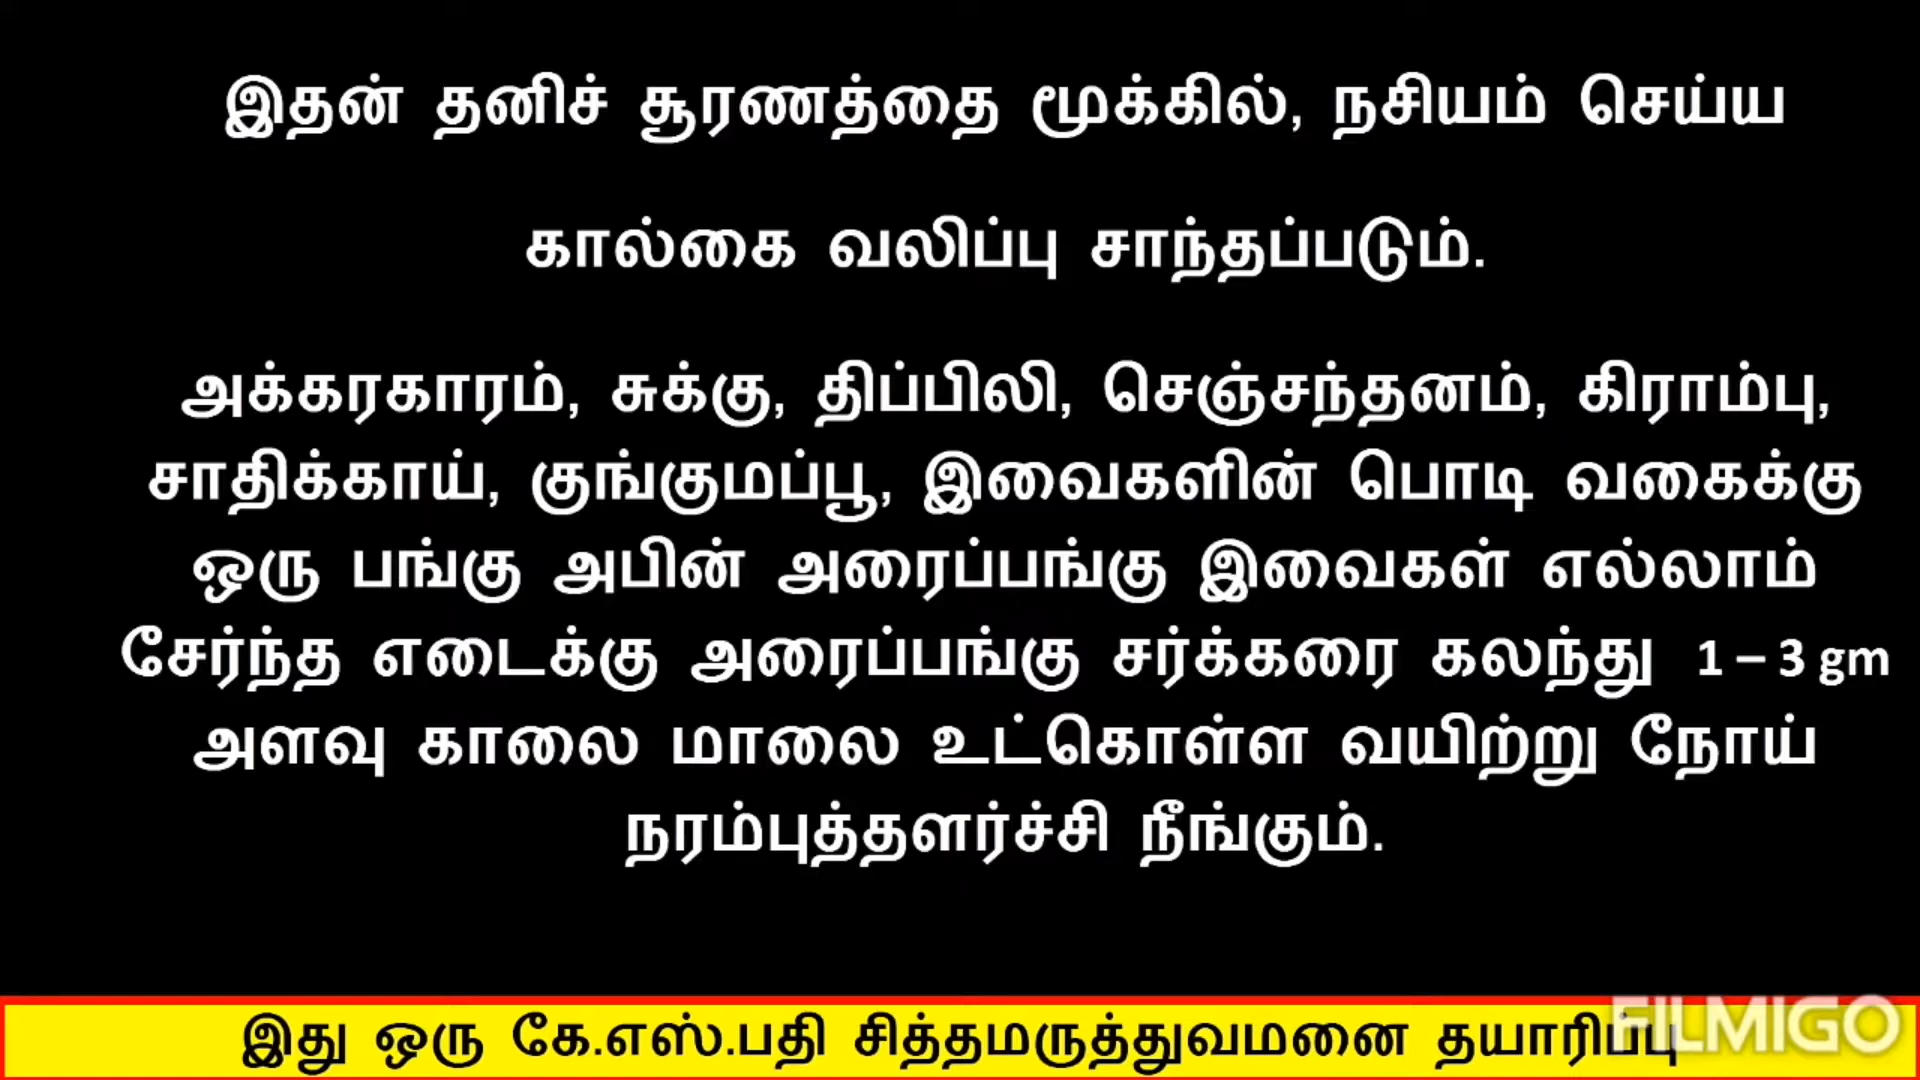 இதன் தனிச் சூரணத்தை மூக்கில், நசியம் செய்ய
கால்கை வலிப்பு சாந்தப்படும்.
அக்கரகாரம், சுக்கு, திப்பிலி, செஞ்சந்தனம், கிராம்பு,
சாதிக்காய், குங்குமப்பூ, இவைகளின் பொடி வகைக்கு
ஒரு பங்கு அபின் அரைப்பங்கு இவைகள் எல்லாம்
சேர்ந்த எடைக்கு அரைப்பங்கு சர்க்கரை கலந்து 1 – 3 gm
அளவு காலை மாலை உட்கொள்ள வயிற்று நோய்
நரம்புத்தளர்ச்சி நீங்கும்.
இது ஒரு கே.எஸ்.பதி சித்தமருத்துவமனை தயாரிப்பு
FILMIGO